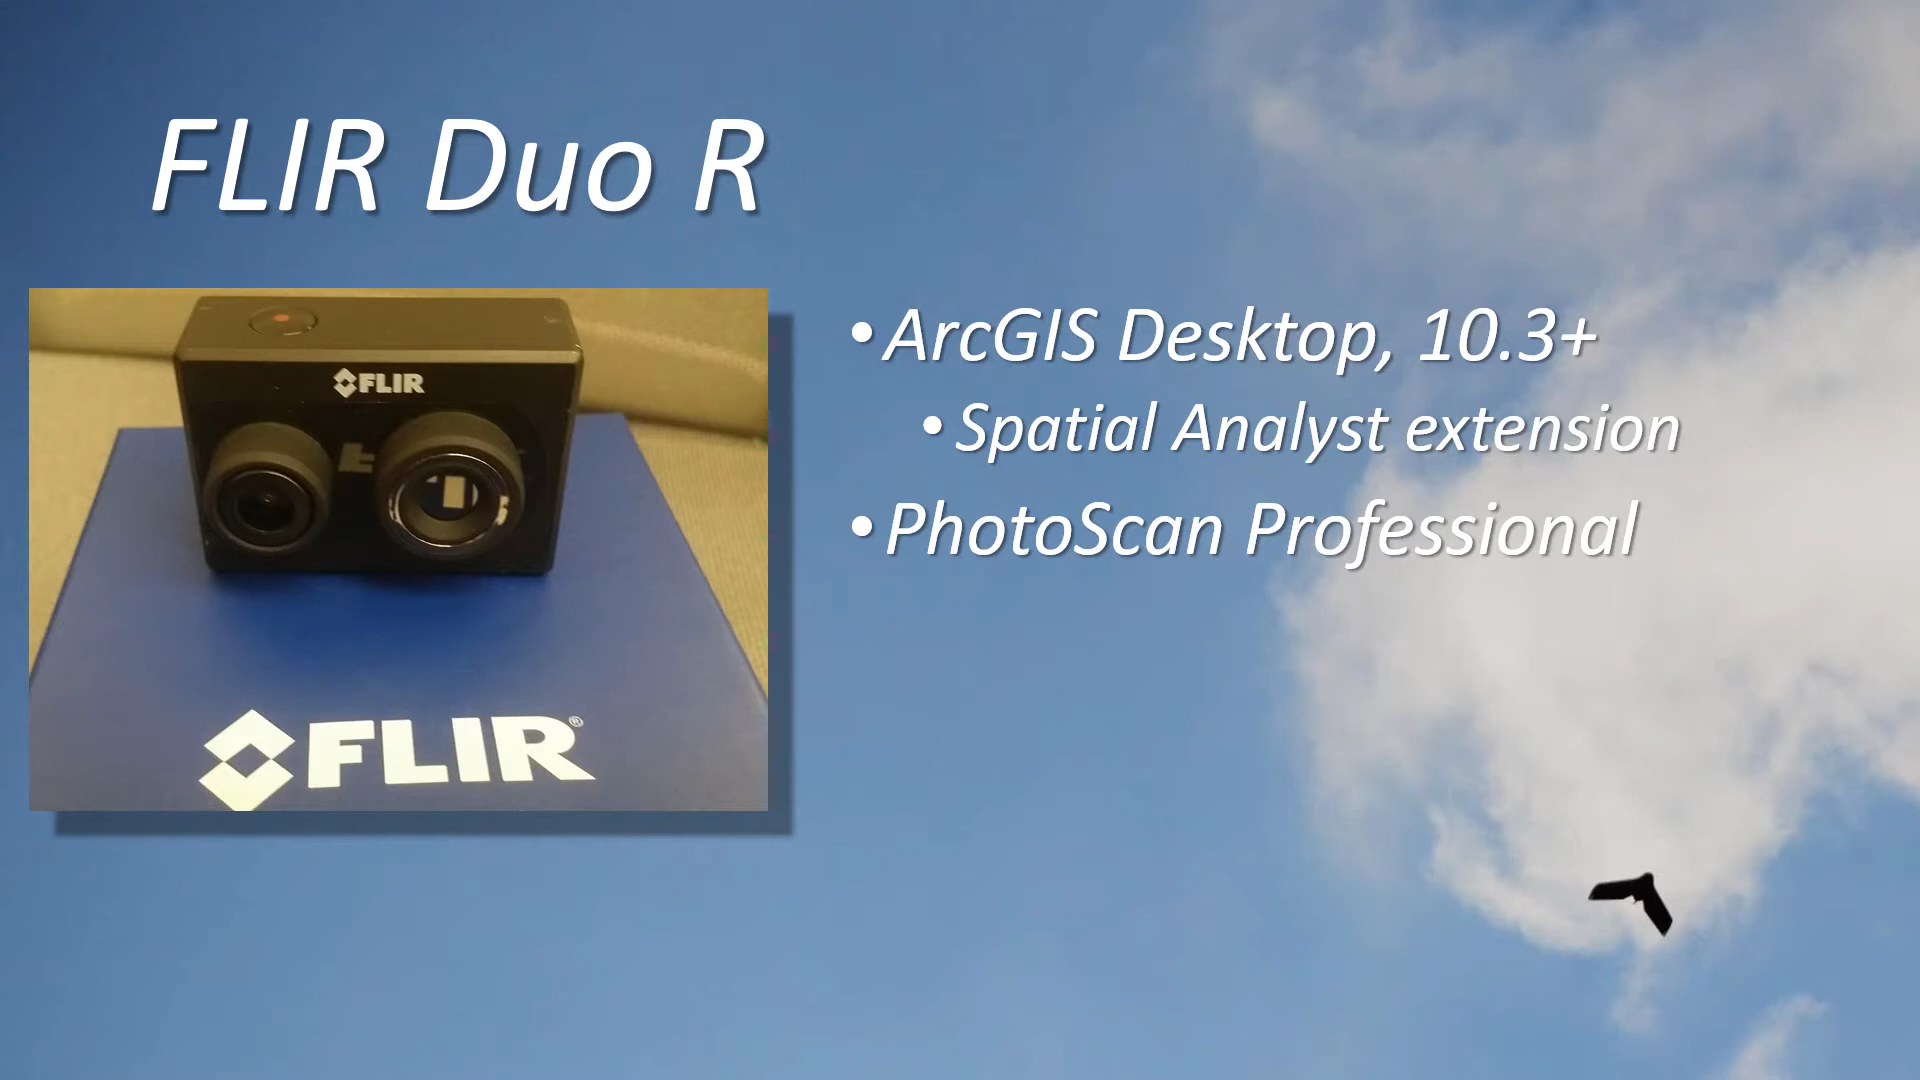 FLIR Duo R
FLIR
FLIR®
•ArcGIS Desktop, 10.3+
•Spatial Analyst extension
•PhotoScan Professional